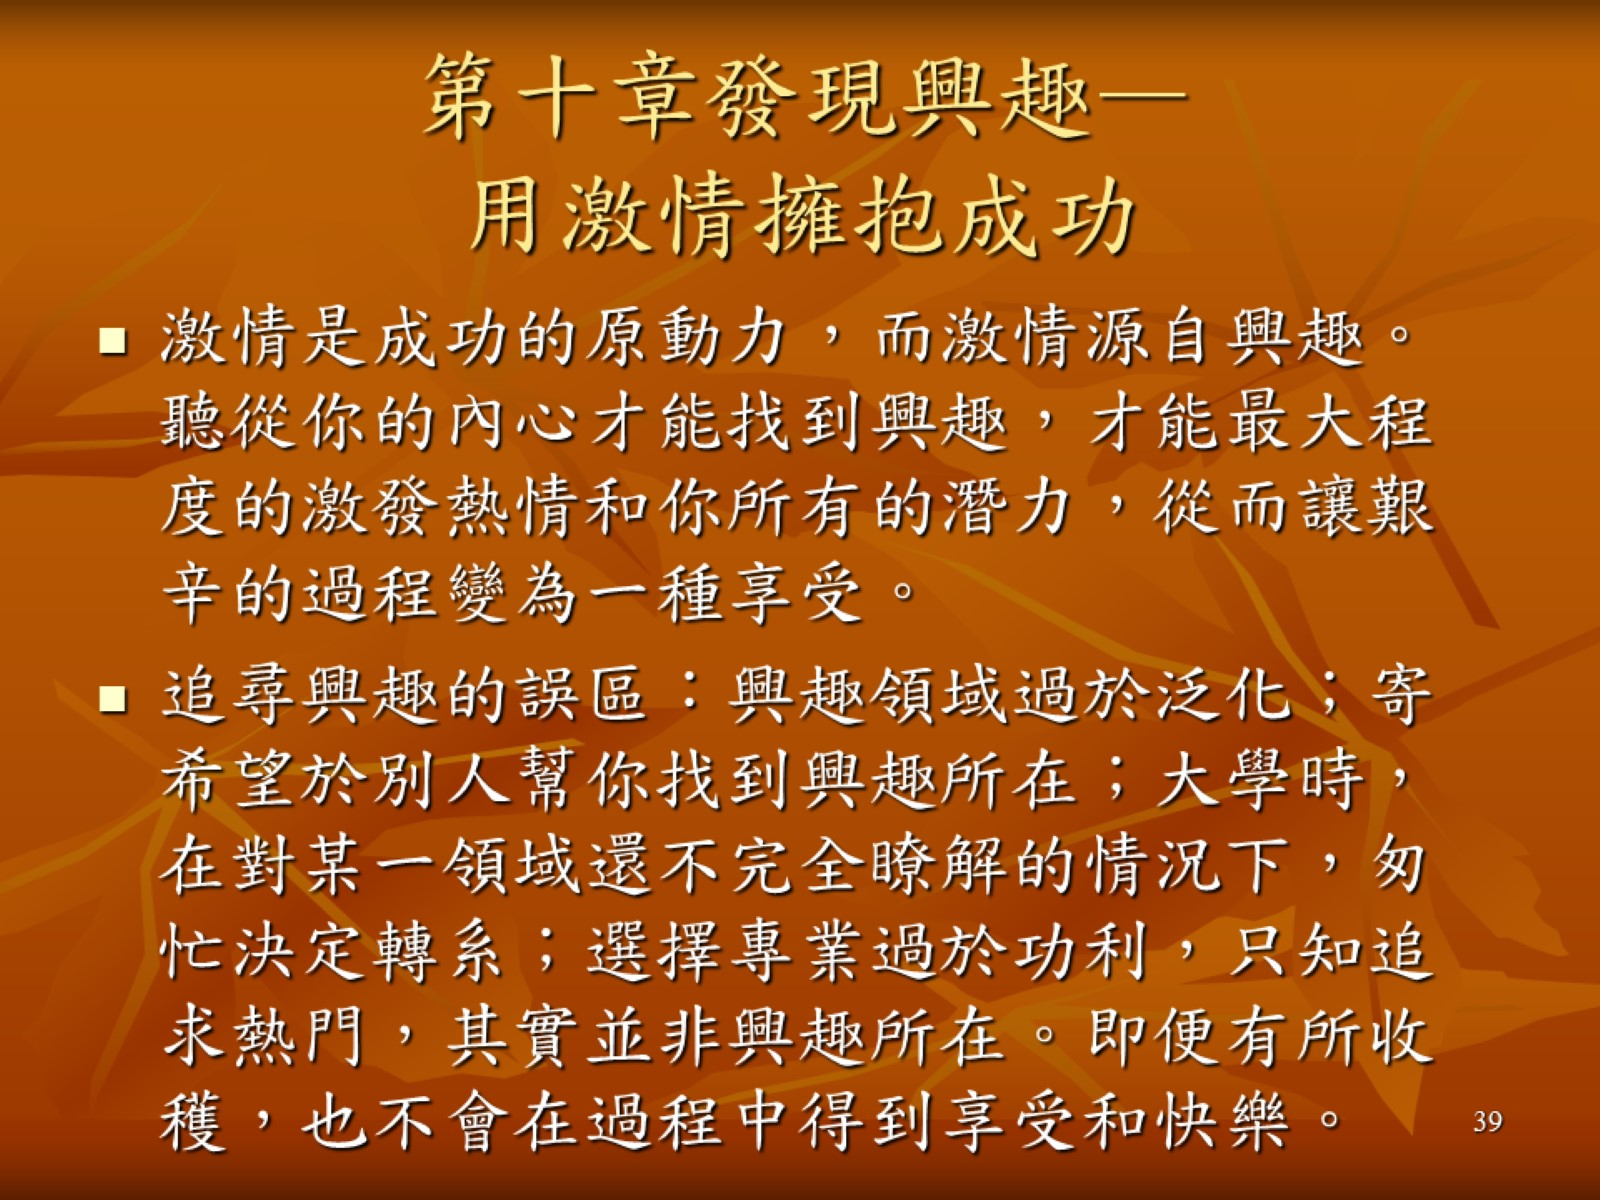 第十章發現興趣—
用激情擁抱成功
激情是成功的原動力，而激情源自興趣。
聽從你的內心才能找到興趣，才能最大程
度的激發熱情和你所有的潛力，從而讓艱
辛的過程變為一種享受。
追尋興趣的誤區：興趣領域過於泛化；寄
希望於別人幫你找到興趣所在；大學時，
在對某一領域還不完全瞭解的情況下，匆
忙決定轉系；選擇專業過於功利，只知追
求熱門，其實並非興趣所在。即便有所收
穫，也不會在過程中得到享受和快樂。
39